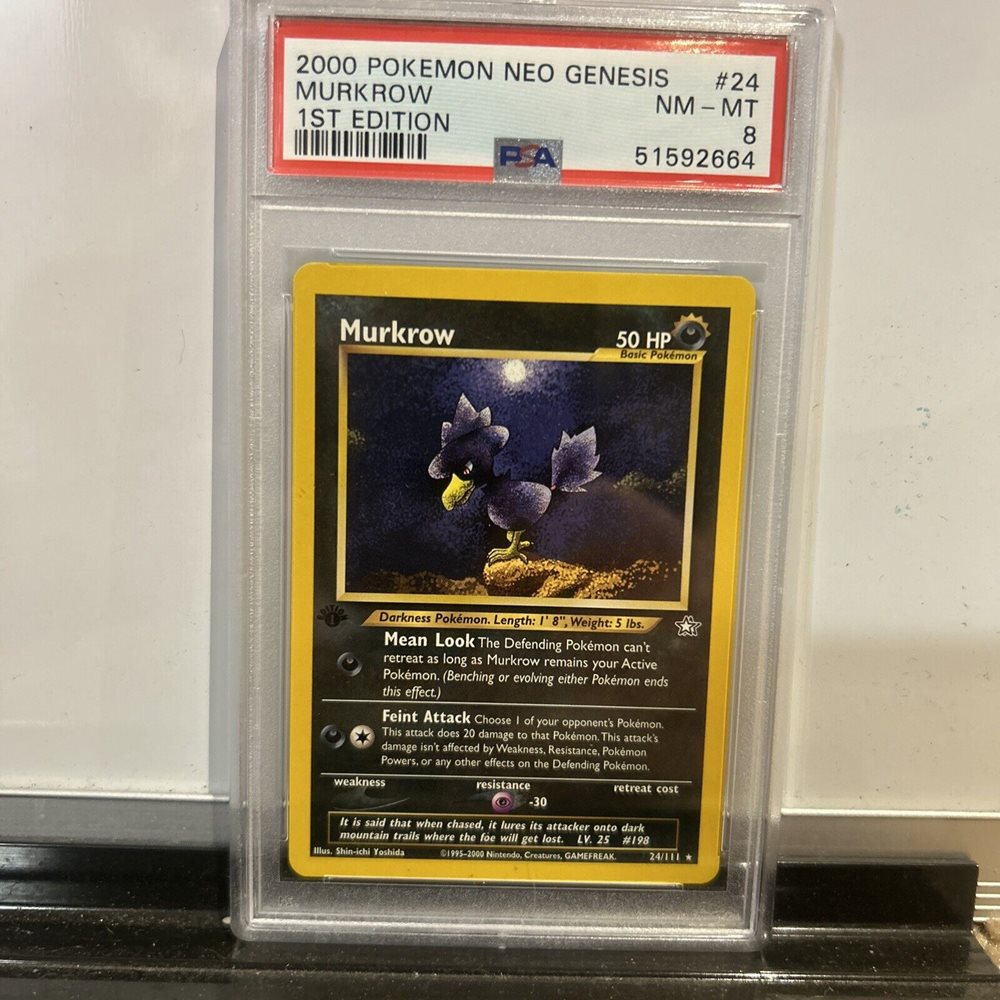 2000 POKEMON NEO GENESIS #24
MURKROW NM - MT
1ST EDITION 8
PSA 51592664
Murkrow 50 HP
Basic Pokémon
EDITION
1
Darkness Pokémon. Length: 1' 8", Weight: 5 lbs.
Mean Look The Defending Pokémon can't
retreat as long as Murkrow remains your Active
Pokémon. (Benching or evolving either Pokémon ends
this effect.)
Feint Attack Choose 1 of your opponent's Pokémon.
This attack does 20 damage to that Pokémon. This attack's
damage isn't affected by Weakness, Resistance, Pokémon
Powers, or any other effects on the Defending Pokémon.
weakness resistance retreat cost
-30
It is said that when chased, it lures its attacker onto dark
mountain trails where the foe will get lost. LV. 25 #198
Illus. Shin-ichi Yoshida ©1995-2000 Nintendo, Creatures, GAMEFREAK. 24/111 ★